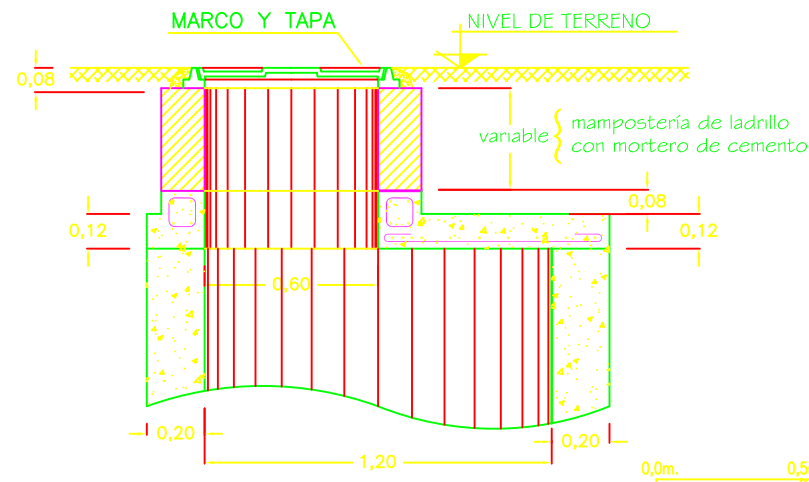 MARCO Y TAPA
NIVEL DE TERRENO
0,08
variable
mampostería de ladrillo
con mortero de cemento
0,08
0,12
0,12
0,60
0,20
0,20
1,20
0,0m.
0,5